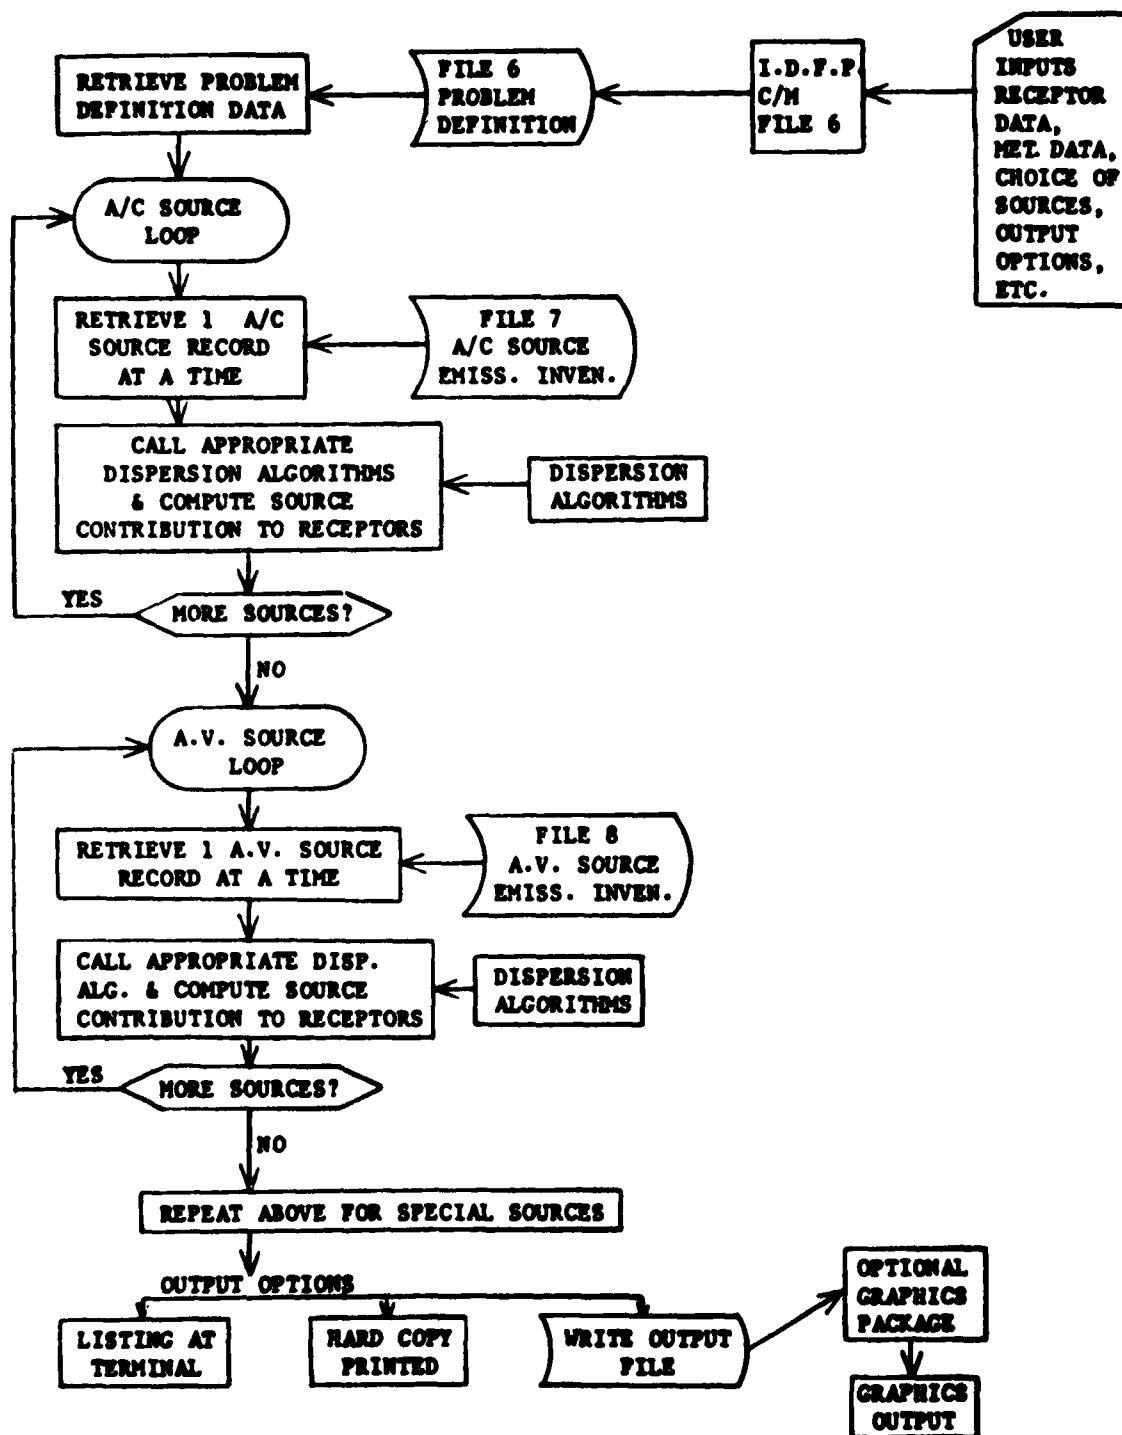 RETRIEVE PROBLEM
DEFINITION DATA
FILE 6
PROBLEM
DEFINITION
I.D.F.P.
C/M
FILE 6
USER
INPUTS
RECEPTOR
DATA,
MET. DATA,
CHOICE OF
SOURCES,
OUTPUT
OPTIONS,
ETC.
A/C SOURCE
LOOP
RETRIEVE 1 A/C
SOURCE RECORD
AT A TIME
FILE 7
A/C SOURCE
EMISS. INVEN.
CALL APPROPRIATE
DISPERSION ALGORITHMS
& COMPUTE SOURCE
CONTRIBUTION TO RECEPTORS
DISPERSION
ALGORITHMS
YES
MORE SOURCES?
NO
A.V. SOURCE
LOOP
RETRIEVE 1 A.V. SOURCE
RECORD AT A TIME
FILE 8
A.V. SOURCE
EMISS. INVEN.
CALL APPROPRIATE DISP.
ALG. & COMPUTE SOURCE
CONTRIBUTION TO RECEPTORS
DISPERSION
ALGORITHMS
YES
MORE SOURCES?
NO
REPEAT ABOVE FOR SPECIAL SOURCES
OUTPUT OPTIONS
LISTING AT
TERMINAL
HARD COPY
PRINTED
WRITE OUTPUT
FILE
OPTIONAL
GRAPHICS
PACKAGE
GRAPHICS
OUTPUT